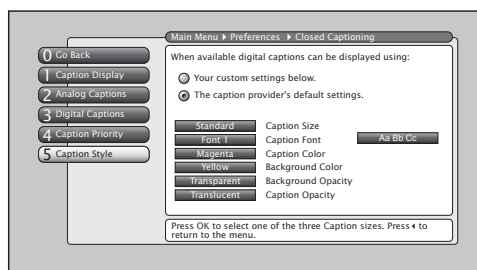 Main Menu ▸ Preferences ▸ Closed Captioning
0 Go Back
1 Caption Display
2 Analog Captions
3 Digital Captions
4 Caption Priority
5 Caption Style
When available digital captions can be displayed using:
Your custom settings below.
The caption provider's default settings.
Standard Caption Size
Font 1 Caption Font Aa Bb Cc
Magenta Caption Color
Yellow Background Color
Transparent Background Opacity
Translucent Caption Opacity
Press OK to select one of the three Caption sizes. Press ◂ to
return to the menu.